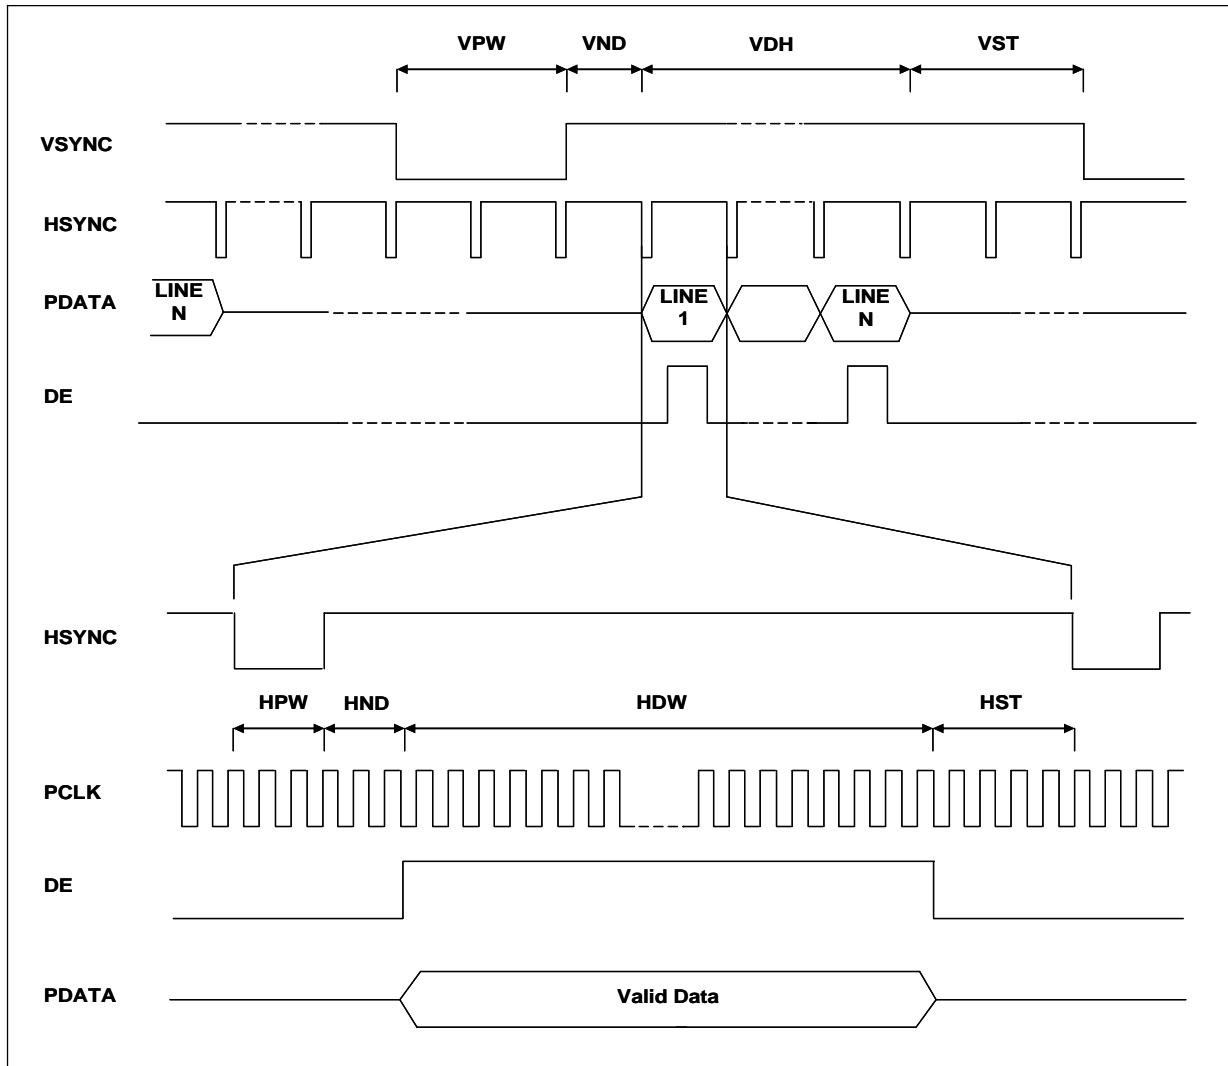 VPW VND VDH VST
VSYNC
HSYNC
PDATA LINE N LINE 1 LINE N
DE
HSYNC
HPW HND HDW HST
PCLK
DE
PDATA Valid Data